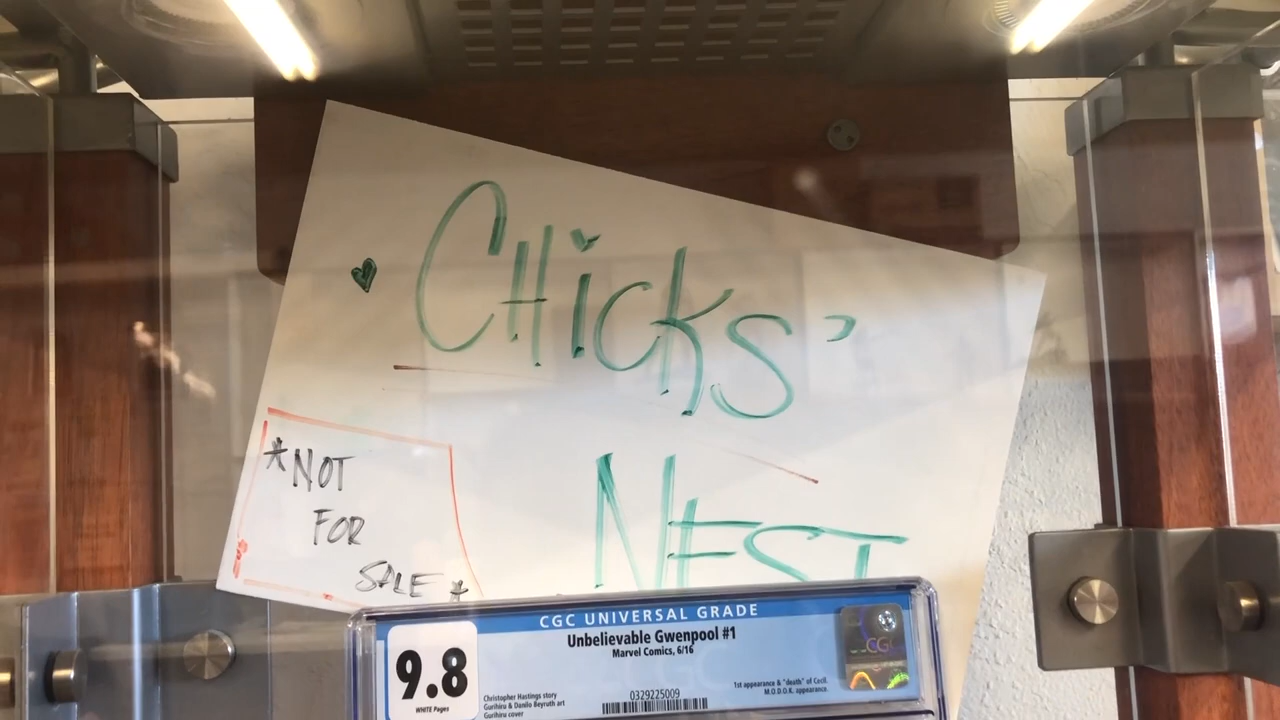 CHicKS'
NEST
*NOT
FOR
SALE*
CGC UNIVERSAL GRADE
9.8
WHITE Pages
Unbelievable Gwenpool #1
Marvel Comics, 6/16
Christopher Hastings story
Gurihiru & Danilo Beyruth art
Gurihiru cover
0329225009
1st appearance & "death" of Cecil.
M.O.D.O.K. appearance.
CGC